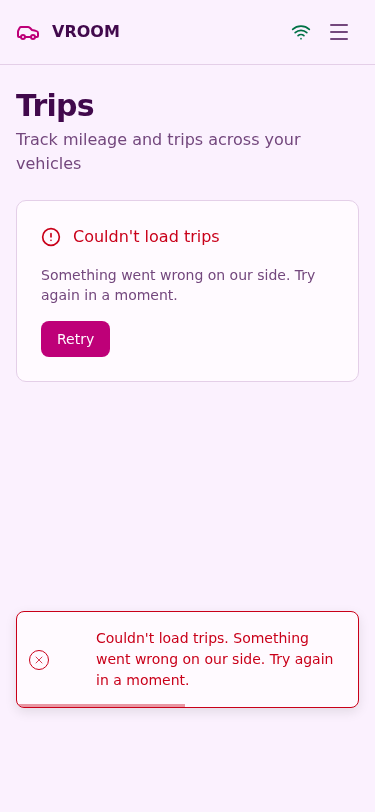 VROOM
Trips
Track mileage and trips across your
vehicles
Couldn't load trips
Something went wrong on our side. Try
again in a moment.
Retry
Couldn't load trips. Something
went wrong on our side. Try again
in a moment.